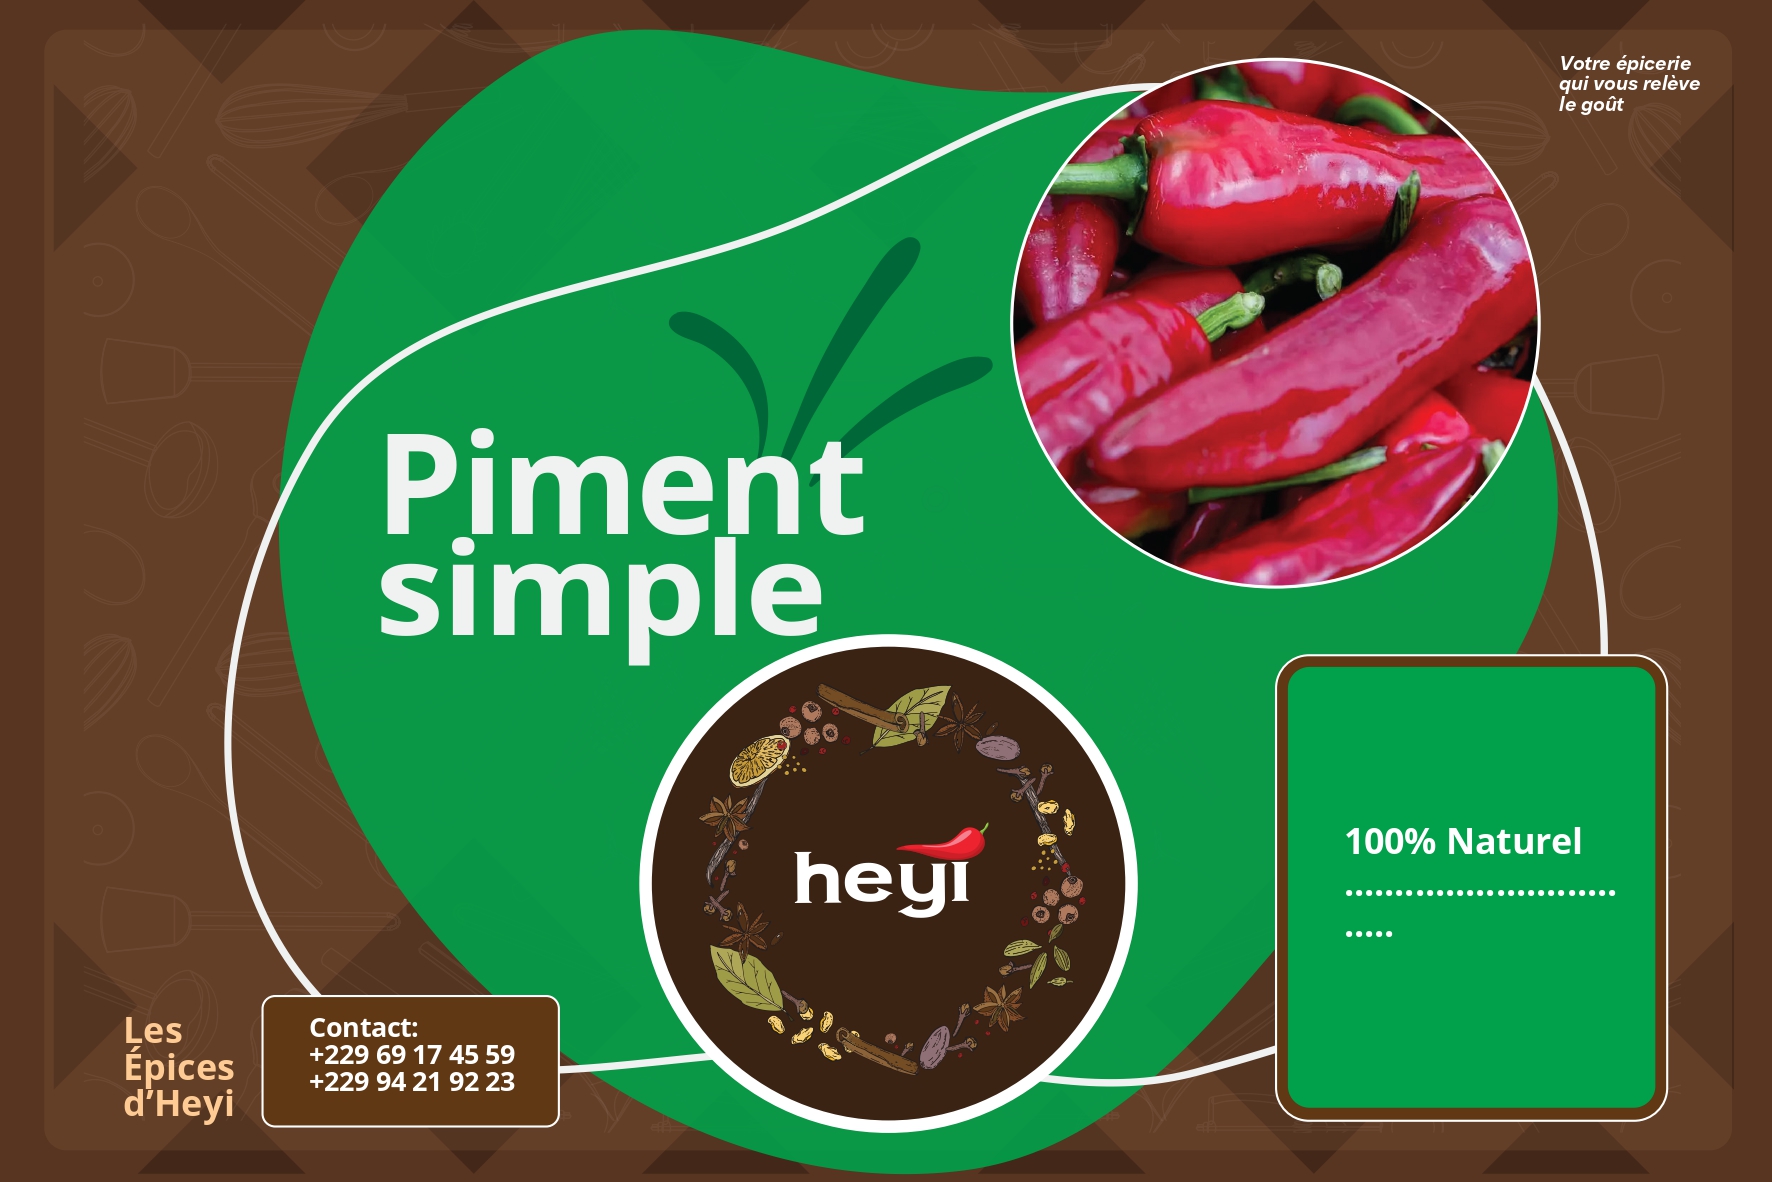 Votre épicerie
qui vous relève
le goût
Piment
simple
heyi
100% Naturel
...........................
.....
Les
Épices
d’Heyi
Contact:
+229 69 17 45 59
+229 94 21 92 23